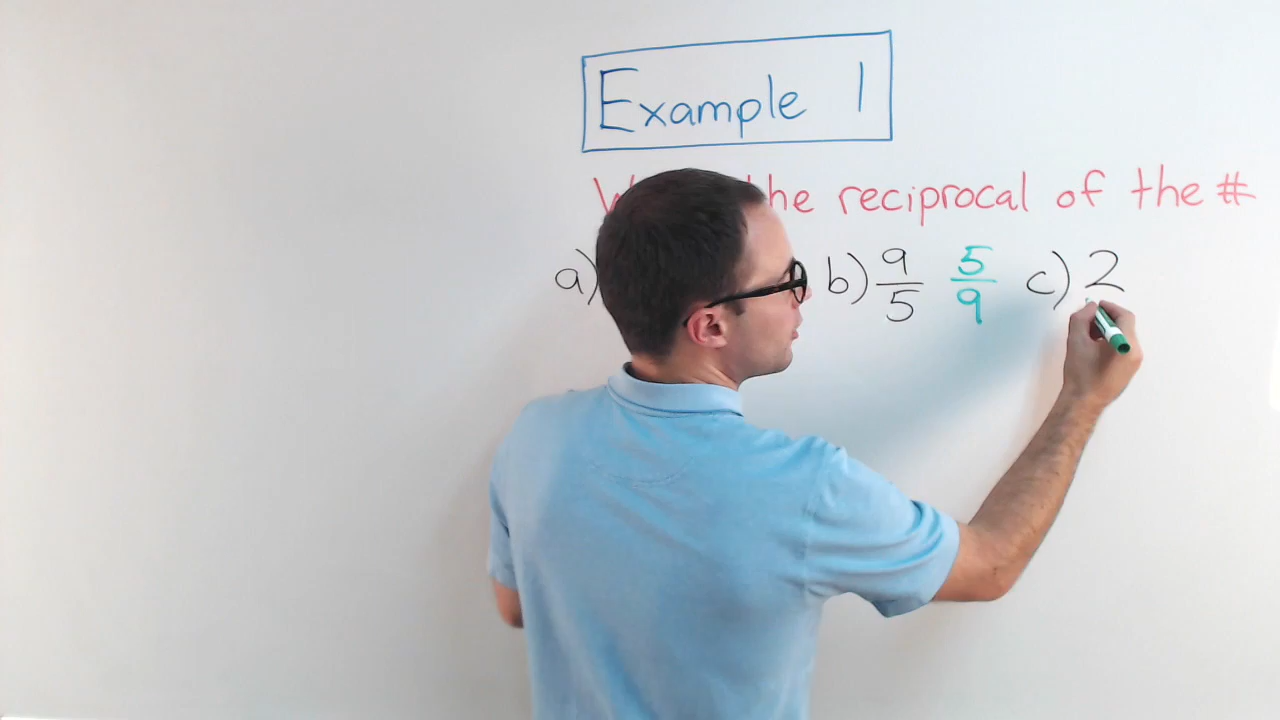 Example 1
the reciprocal of the #
a) b) 9/5 5/9 c) 2